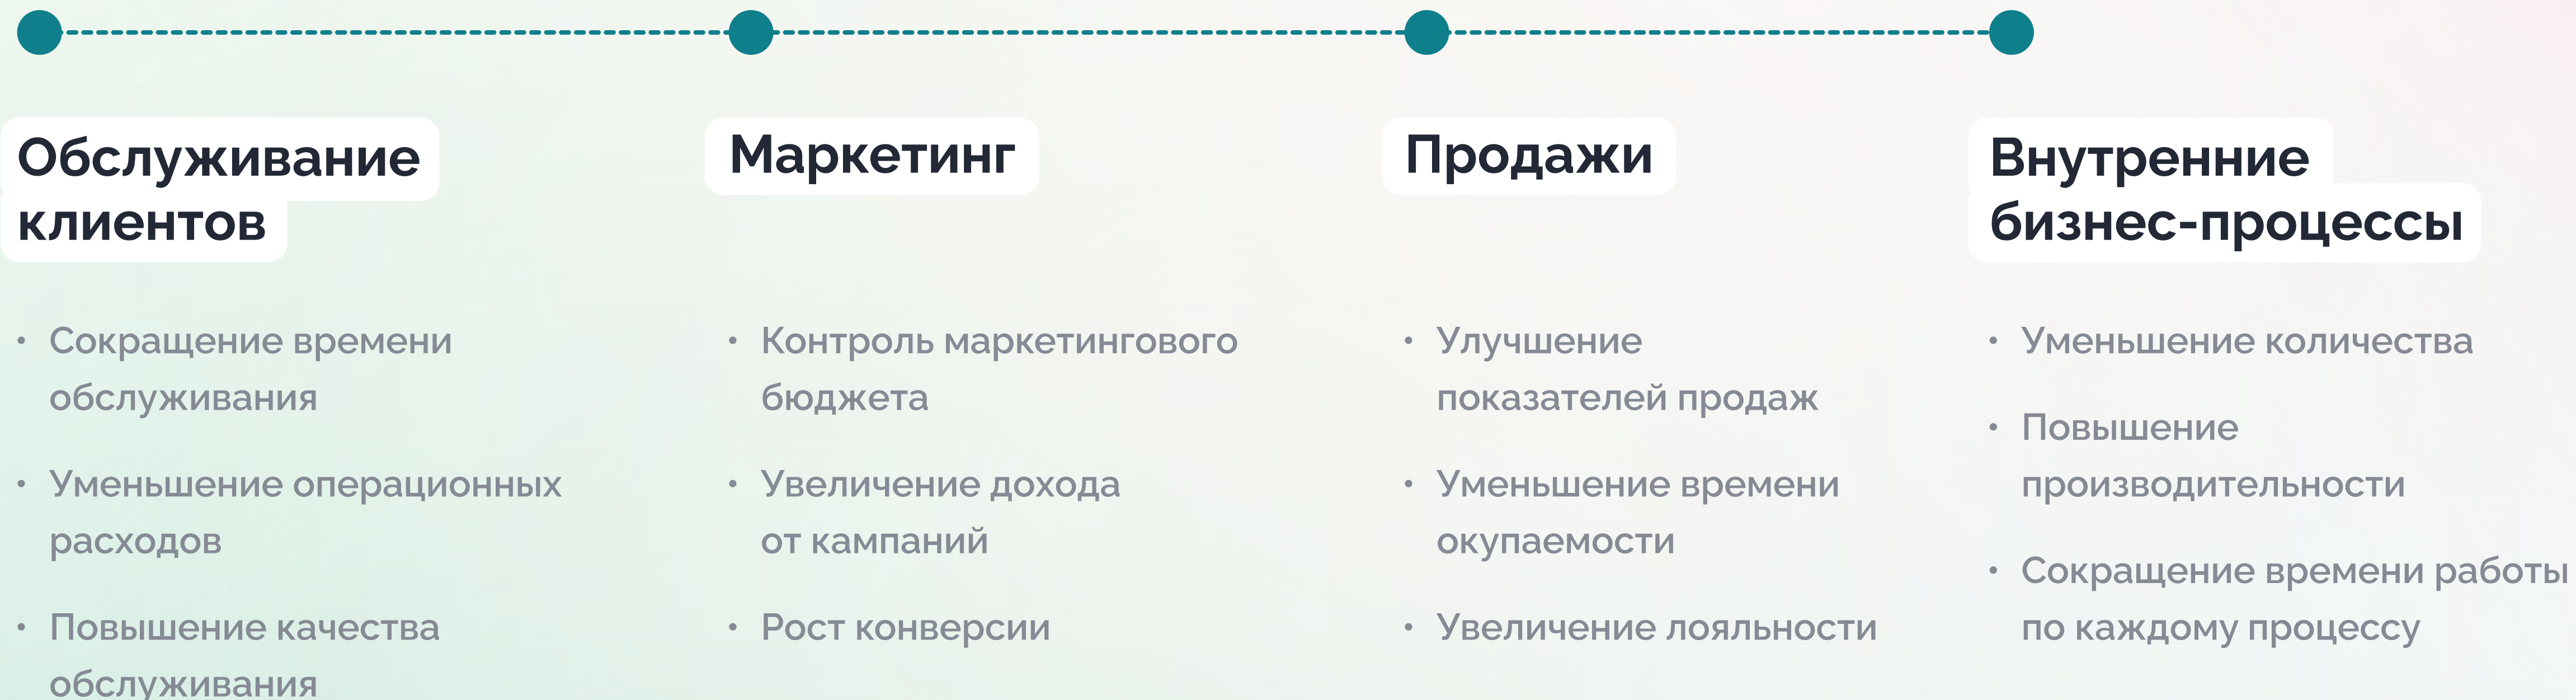 Обслуживание
клиентов
• Сокращение времени
обслуживания
• Уменьшение операционных
расходов
• Повышение качества
обслуживания
Маркетинг
• Контроль маркетингового
бюджета
• Увеличение дохода
от кампаний
• Рост конверсии
Продажи
• Улучшение
показателей продаж
• Уменьшение времени
окупаемости
• Увеличение лояльности
Внутренние
бизнес-процессы
• Уменьшение количества
• Повышение
производительности
• Сокращение времени работы
по каждому процессу